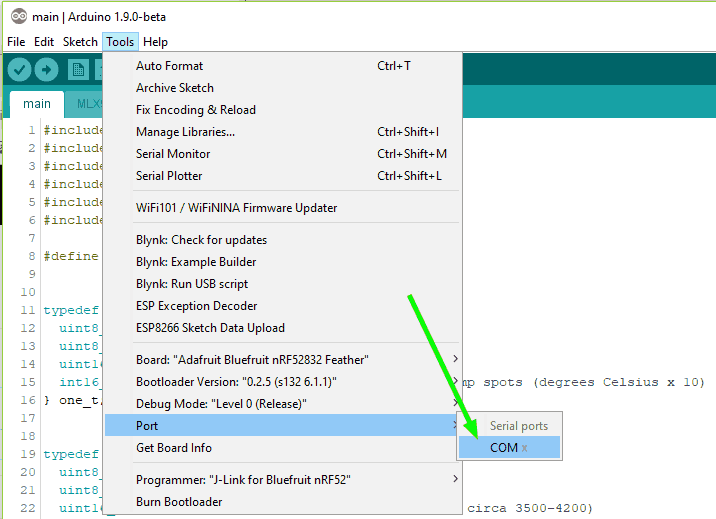 main | Arduino 1.9.0-beta
File Edit Sketch Tools Help
Auto Format Ctrl+T
Archive Sketch
Fix Encoding & Reload
Manage Libraries... Ctrl+Shift+I
Serial Monitor Ctrl+Shift+M
Serial Plotter Ctrl+Shift+L
WiFi101 / WiFiNINA Firmware Updater
Blynk: Check for updates
Blynk: Example Builder
Blynk: Run USB script
ESP Exception Decoder
ESP8266 Sketch Data Upload
Board: "Adafruit Bluefruit nRF52832 Feather"
Bootloader Version: "0.2.5 (s132 6.1.1)"
Debug Mode: "Level 0 (Release)"
Port
Get Board Info
Programmer: "J-Link for Bluefruit nRF52"
Burn Bootloader
Serial ports
COM x
main MLX
1 #include
2 #include
3 #include
4 #include
5 #include
6 #include
7
8 #define
9
10
11 typedef
12 uint8_
13 uint8_
14 uint16
15 int16_ mp spots (degrees Celsius x 10)
16 } one_t
17
18
19 typedef
20 uint8_
21 uint8_
22 uint16_ circa 3500-4200)